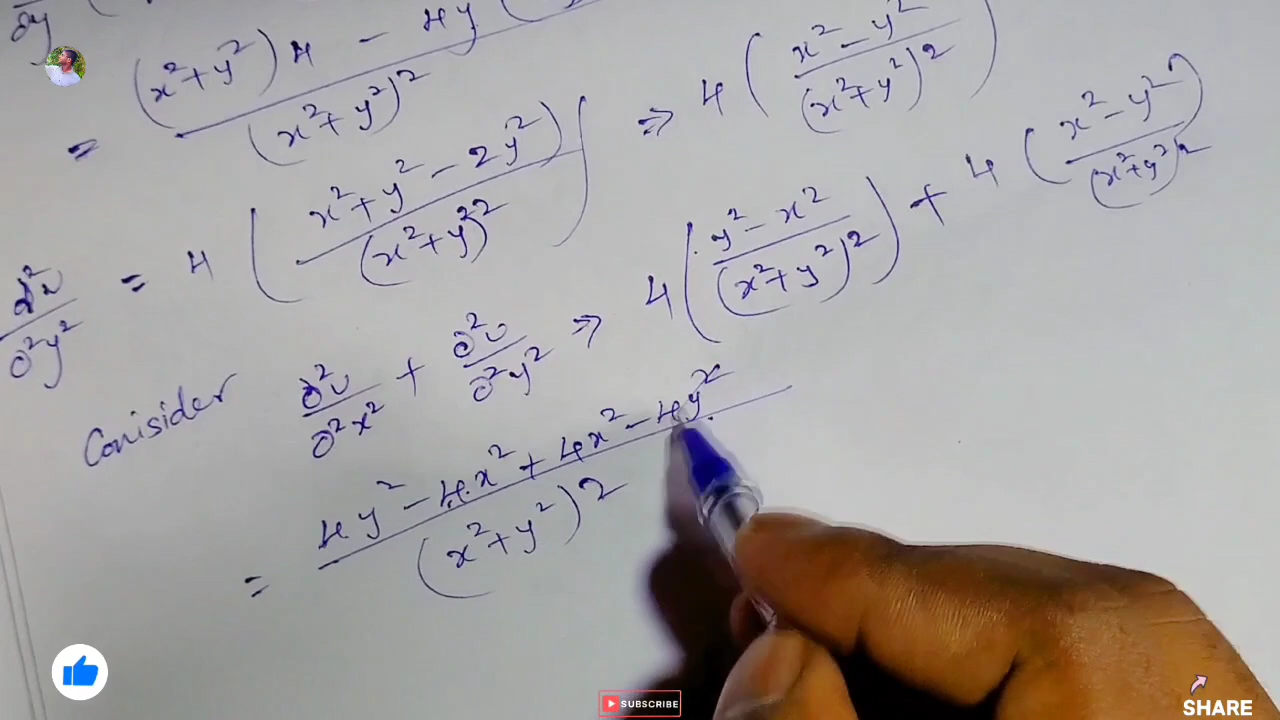 ∂y
= (x²+y²)4 − 4y ( / (x²+y²)²
∂²u/∂²y² = 4 ( x²+y² − 2y² / (x²+y²)² ) ⇒ 4 ( x² − y² / (x²+y²)² )
Conisider ∂²u/∂²x² + ∂²u/∂²y² ⇒ 4 ( y² − x² / (x²+y²)² ) + 4 ( x² − y² / (x²+y²)² )
= 4y² − 4x² + 4x² − 4y² / (x²+y²)²
SUBSCRIBE
SHARE